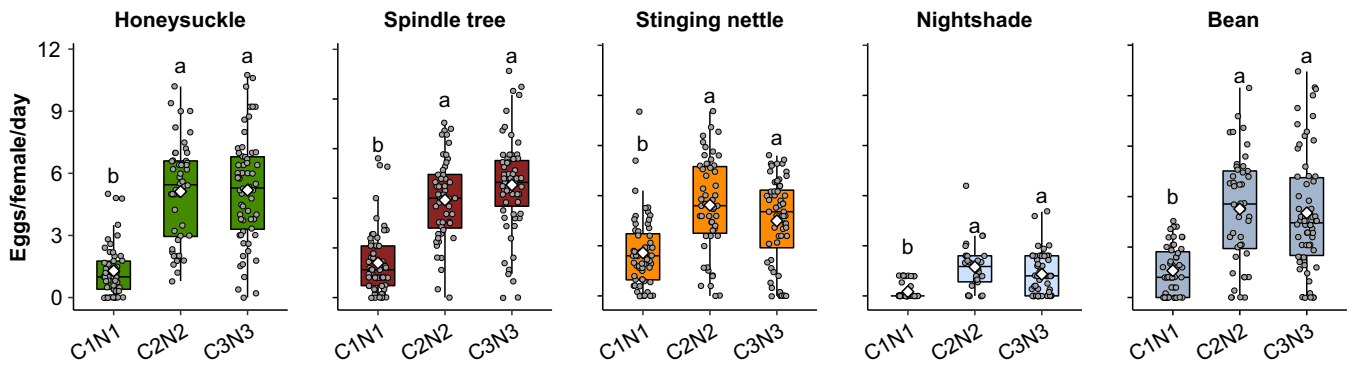 Honeysuckle
Spindle tree
Stinging nettle
Nightshade
Bean
Eggs/female/day
12
9
6
3
0
b
a
a
b
a
a
b
a
a
b
a
a
b
a
a
C1N1
C2N2
C3N3
C1N1
C2N2
C3N3
C1N1
C2N2
C3N3
C1N1
C2N2
C3N3
C1N1
C2N2
C3N3